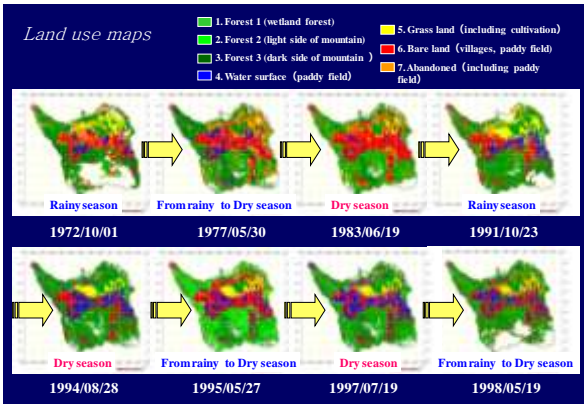 Land use maps
1. Forest 1 (wetland forest)
2. Forest 2 (light side of mountain)
3. Forest 3 (dark side of mountain )
4. Water surface (paddy field)
5. Grass land (including cultivation)
6. Bare land (villages, paddy field)
7. Abandoned (including paddy
field)
Rainy season
From rainy to Dry season
Dry season
Rainy season
1972/10/01
1977/05/30
1983/06/19
1991/10/23
Dry season
From rainy to Dry season
Dry season
From rainy to Dry season
1994/08/28
1995/05/27
1997/07/19
1998/05/19